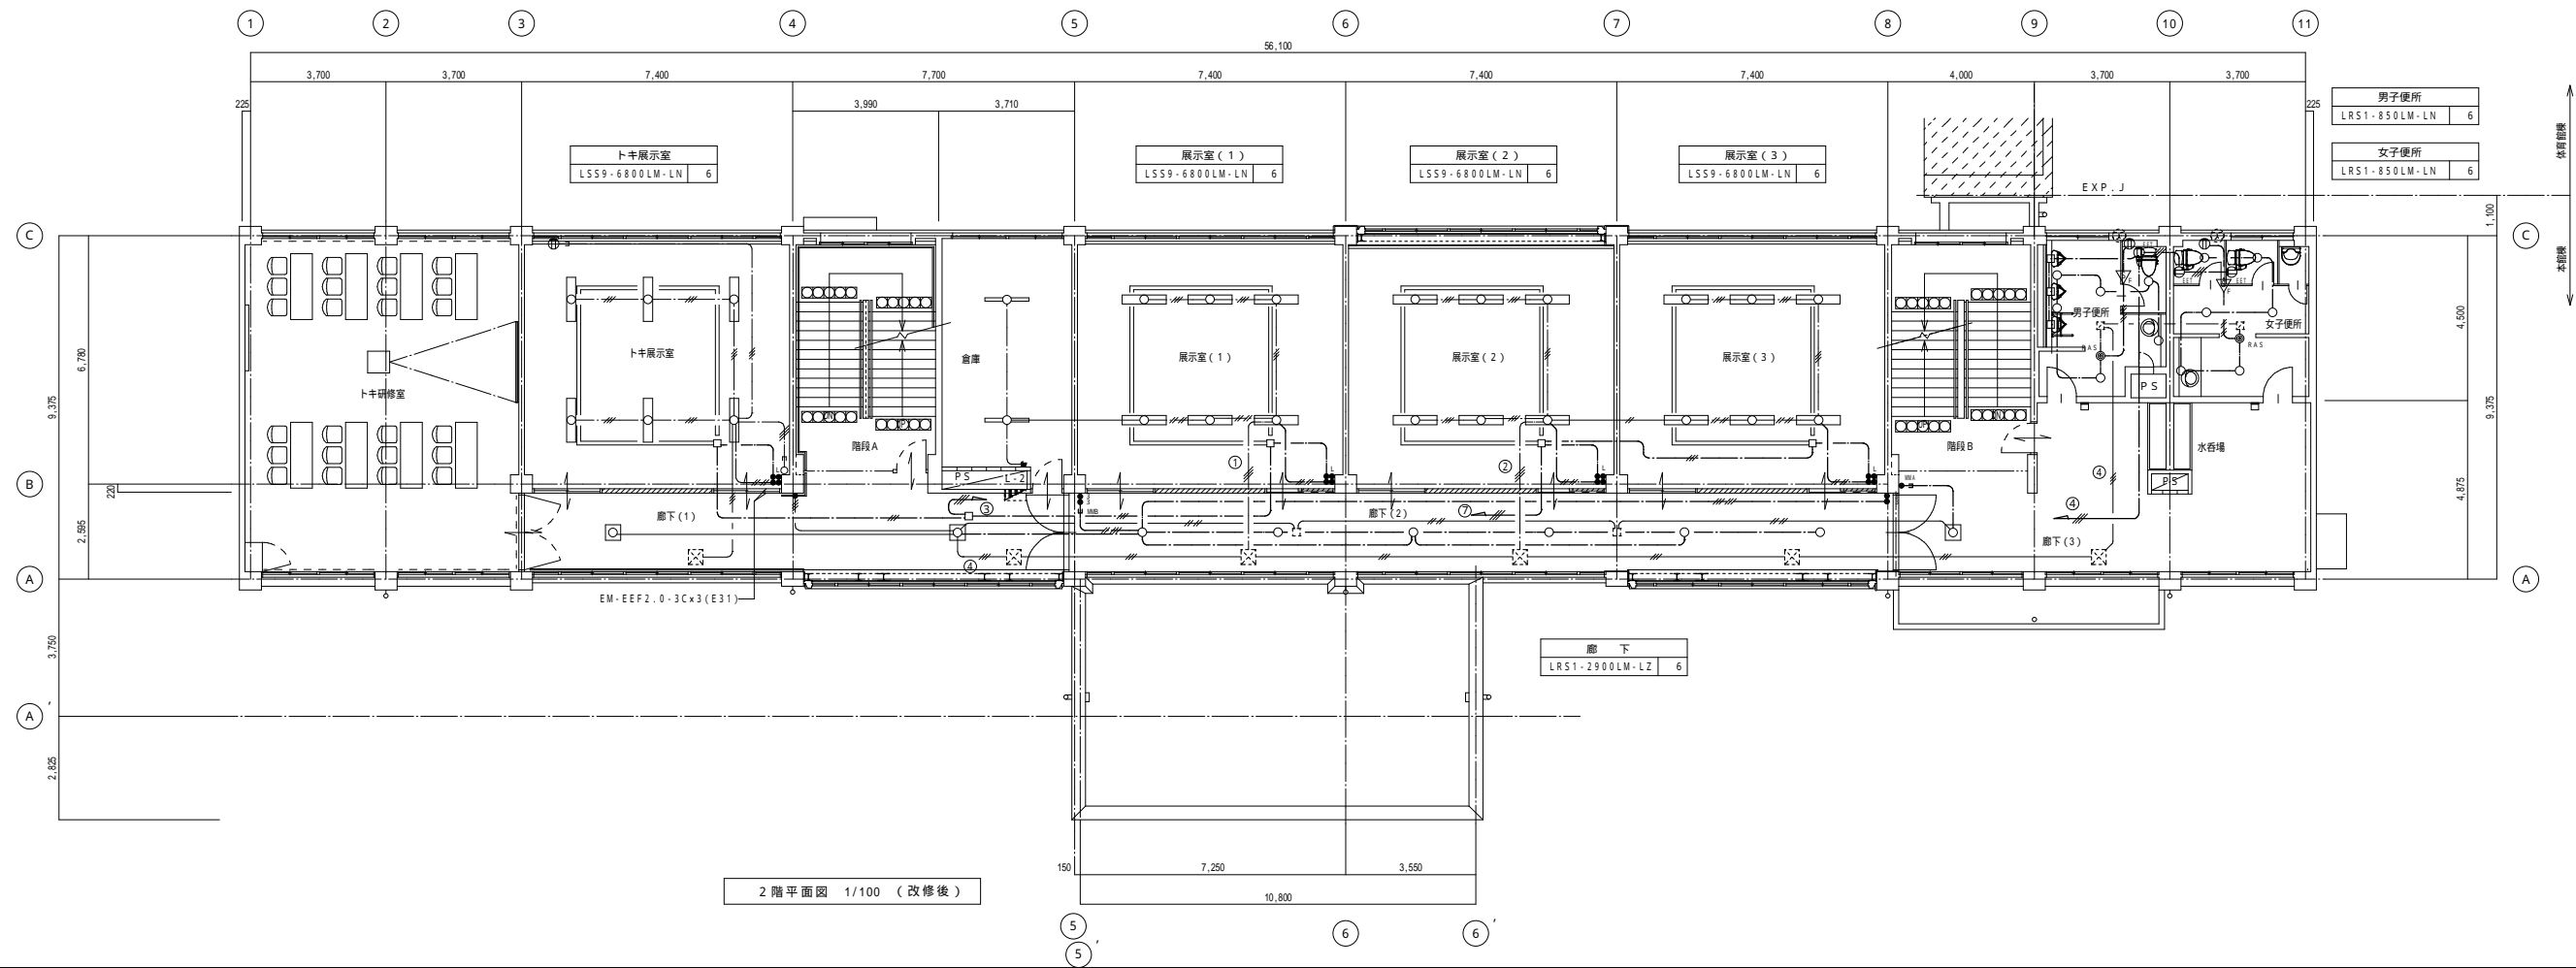 1 2 3 4 5 6 7 8 9 10 11
56,100
3,700 3,700 7,400 7,700 7,400 7,400 7,400 4,000 3,700 3,700
225 3,990 3,710 225
男子便所
LRS1-850LM-LN 6
女子便所
LRS1-850LM-LN 6
体育館棟
本館棟
トキ展示室
LSS9-6800LM-LN 6
展示室(1)
LSS9-6800LM-LN 6
展示室(2)
LSS9-6800LM-LN 6
展示室(3)
LSS9-6800LM-LN 6
EXP.J
1,100
C C
6,780
9,375
4,500
9,375
4,875
トキ研修室
トキ展示室
階段A
倉庫
展示室(1)
展示室(2)
展示室(3)
階段B
男子便所
女子便所
RAS
RAS
PS
水呑場
PS
PS
L-2
B B
220
2,595
廊下(1)
廊下(2)
廊下(3)
1
2
3
4
4
4
7
A A
EM-EEF2.0-3Cx3(E31)
3,750
廊 下
LRS1-2900LM-LZ 6
A'
2,825
150 7,250 3,550
10,800
2階平面図 1/100 (改修後)
5 6 6'
5'